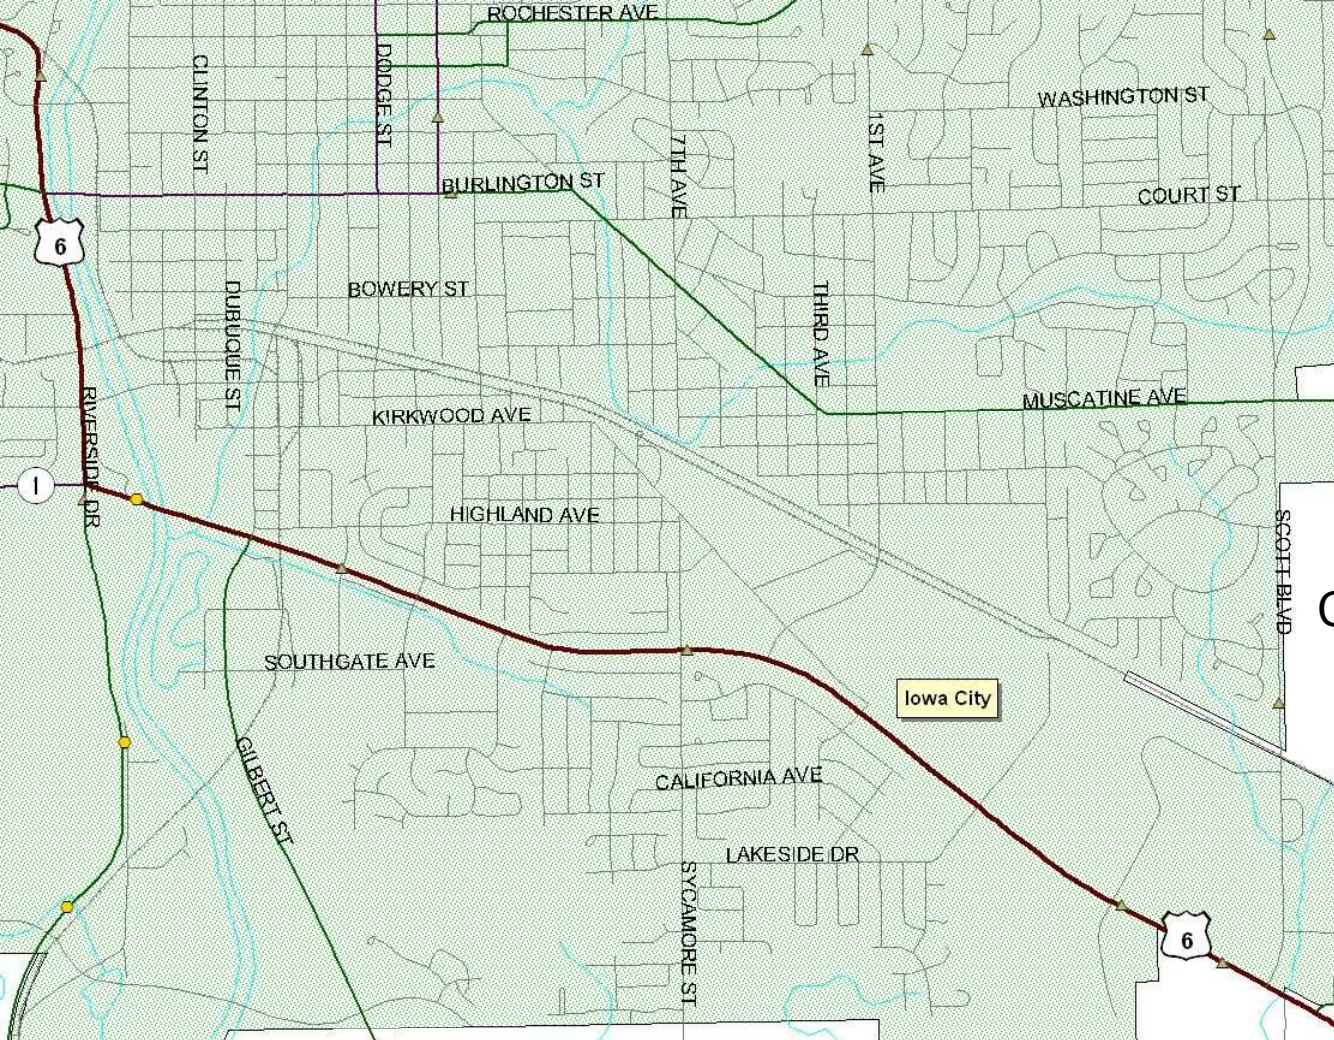 ROCHESTER AVE
CLINTON ST
DODGE ST
WASHINGTON ST
7TH AVE
1ST AVE
BURLINGTON ST
COURT ST
6
DUBUQUE ST
BOWERY ST
THIRD AVE
RIVERSIDE DR
KIRKWOOD AVE
MUSCATINE AVE
1
HIGHLAND AVE
SCOTT BLVD
SOUTHGATE AVE
Iowa City
GILBERT ST
CALIFORNIA AVE
LAKESIDE DR
SYCAMORE ST
6